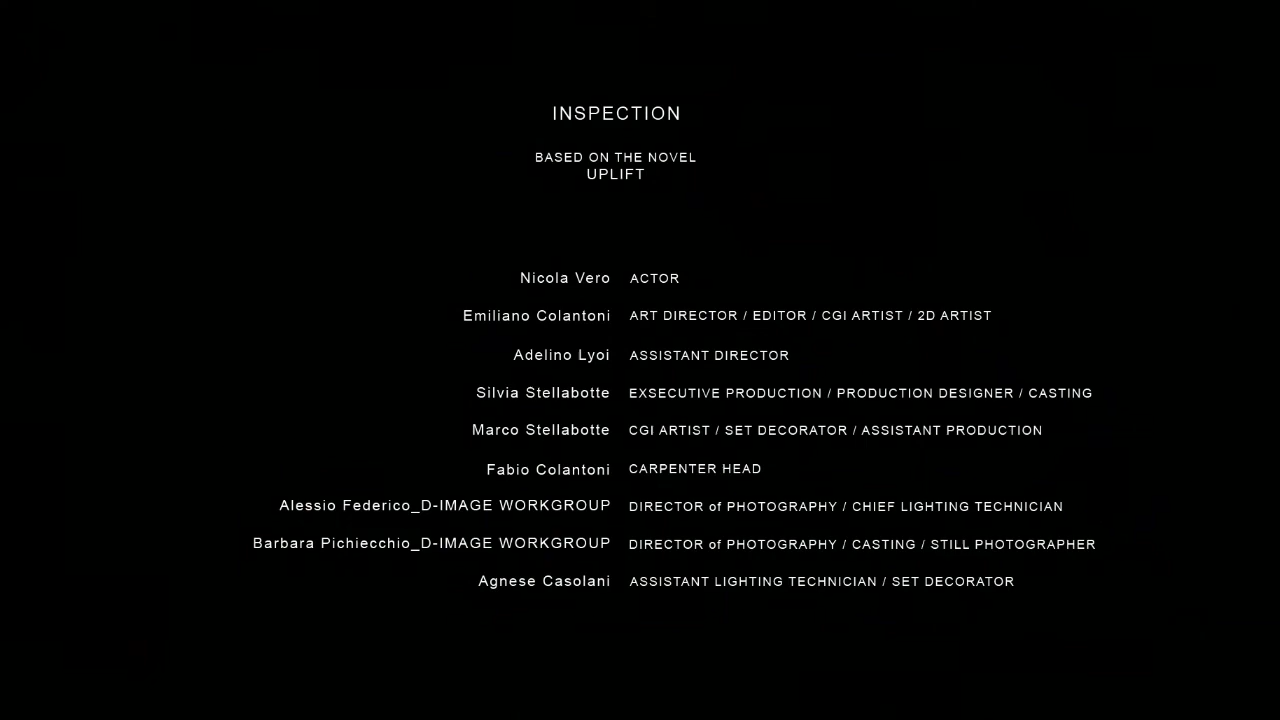 INSPECTION
BASED ON THE NOVEL
UPLIFT
Nicola Vero ACTOR
Emiliano Colantoni ART DIRECTOR / EDITOR / CGI ARTIST / 2D ARTIST
Adelino Lyoi ASSISTANT DIRECTOR
Silvia Stellabotte EXSECUTIVE PRODUCTION / PRODUCTION DESIGNER / CASTING
Marco Stellabotte CGI ARTIST / SET DECORATOR / ASSISTANT PRODUCTION
Fabio Colantoni CARPENTER HEAD
Alessio Federico_D-IMAGE WORKGROUP DIRECTOR of PHOTOGRAPHY / CHIEF LIGHTING TECHNICIAN
Barbara Pichiecchio_D-IMAGE WORKGROUP DIRECTOR of PHOTOGRAPHY / CASTING / STILL PHOTOGRAPHER
Agnese Casolani ASSISTANT LIGHTING TECHNICIAN / SET DECORATOR